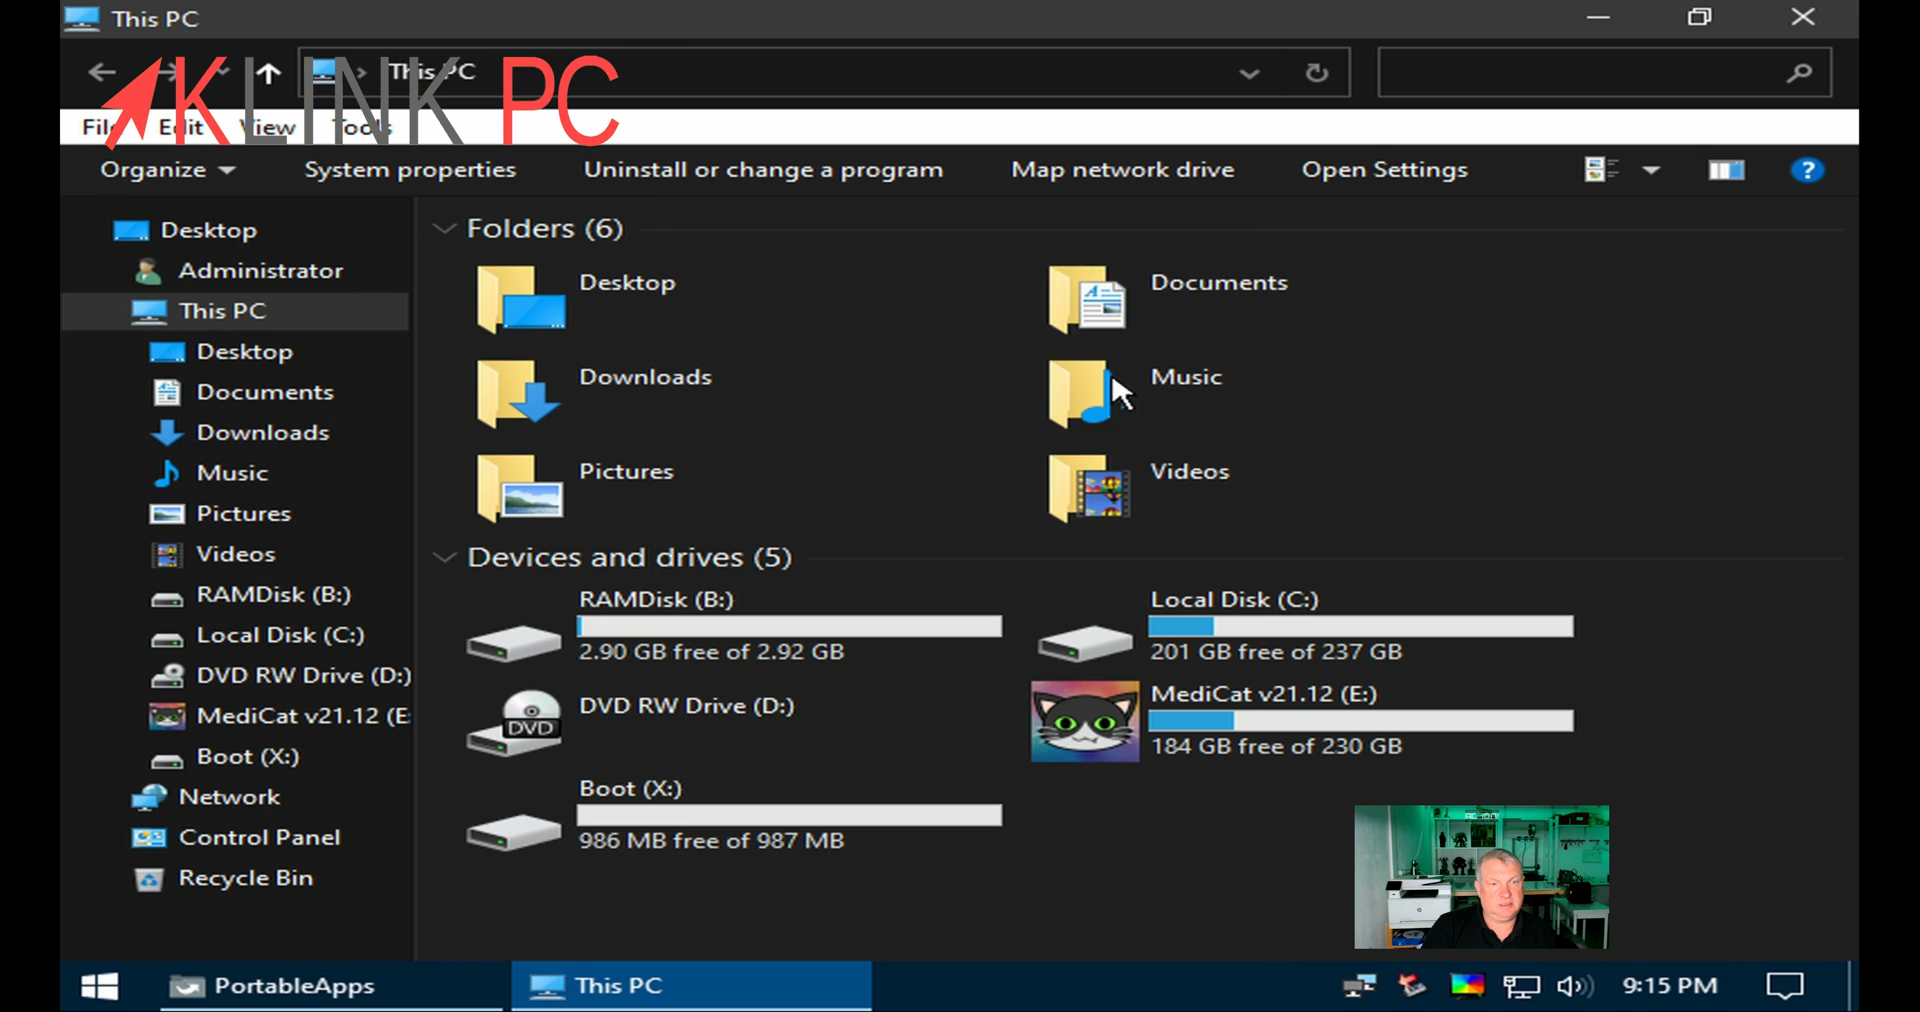 This PC
This PC
KLINK PC
File Edit View Tools
Organize System properties Uninstall or change a program Map network drive Open Settings ?
Desktop
Administrator
This PC
Desktop
Documents
Downloads
Music
Pictures
Videos
RAMDisk (B:)
Local Disk (C:)
DVD RW Drive (D:)
MediCat v21.12 (E:
Boot (X:)
Network
Control Panel
Recycle Bin
Folders (6)
Desktop
Documents
Downloads
Music
Pictures
Videos
Devices and drives (5)
RAMDisk (B:)
2.90 GB free of 2.92 GB
Local Disk (C:)
201 GB free of 237 GB
DVD
DVD RW Drive (D:)
MediCat v21.12 (E:)
184 GB free of 230 GB
Boot (X:)
986 MB free of 987 MB
PortableApps This PC 9:15 PM